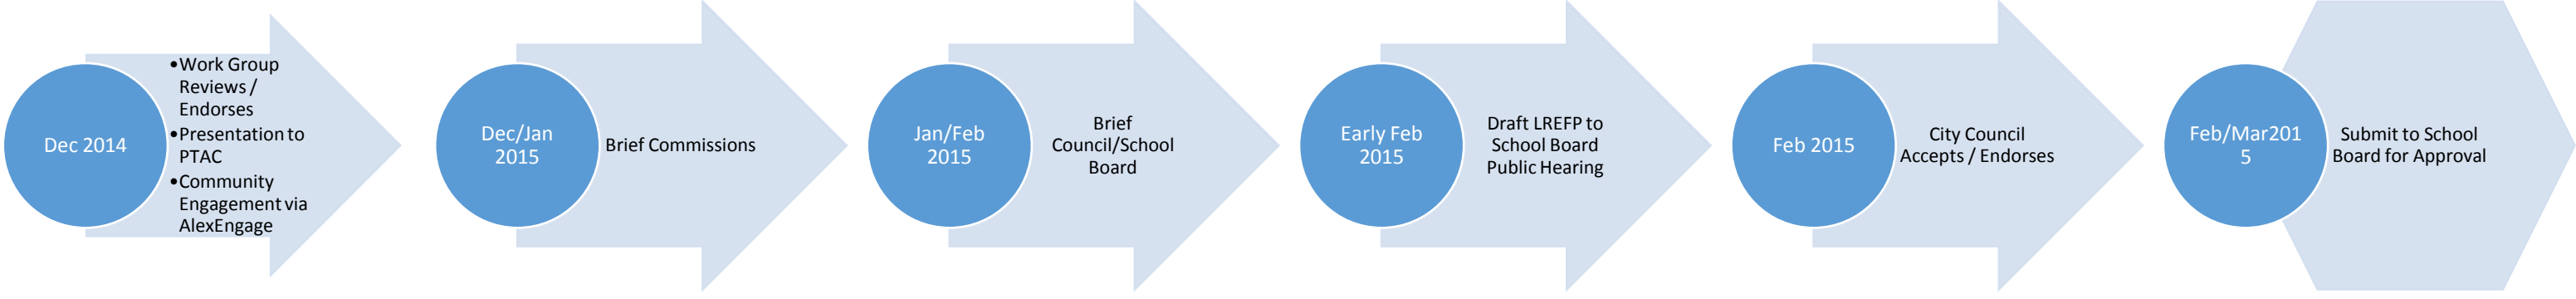 Dec 2014
•Work Group
Reviews /
Endorses
•Presentation to
PTAC
•Community
Engagement via
AlexEngage
Dec/Jan
2015
Brief Commissions
Jan/Feb
2015
Brief
Council/School
Board
Early Feb
2015
Draft LREFP to
School Board
Public Hearing
Feb 2015
City Council
Accepts / Endorses
Feb/Mar201
5
Submit to School
Board for Approval